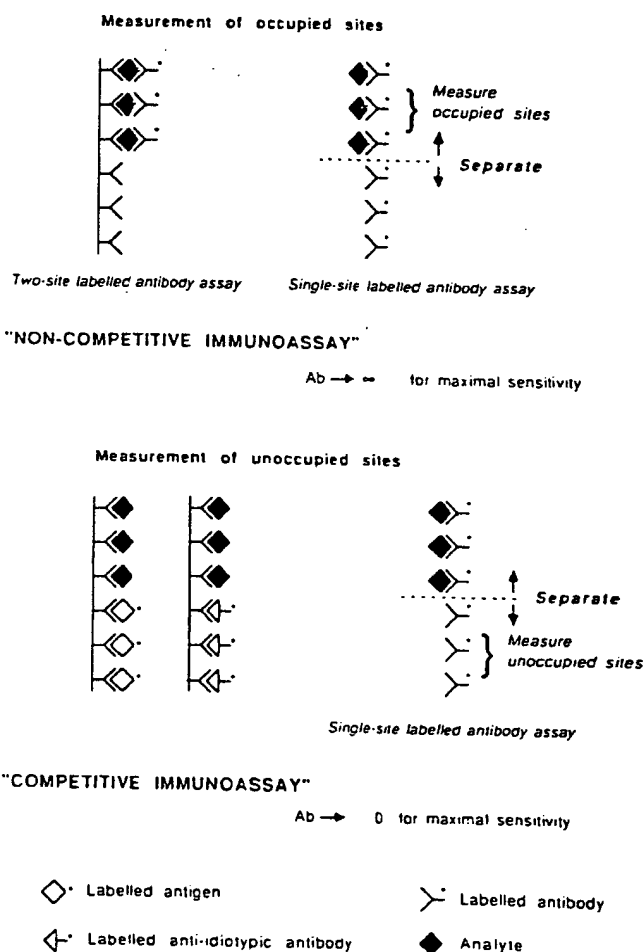 Measurement of occupied sites
Measure
occupied sites
Separate
Two-site labelled antibody assay
Single-site labelled antibody assay
"NON-COMPETITIVE IMMUNOASSAY"
Ab → ∞ for maximal sensitivity
Measurement of unoccupied sites
Separate
Measure
unoccupied sites
Single-site labelled antibody assay
"COMPETITIVE IMMUNOASSAY"
Ab → 0 for maximal sensitivity
Labelled antigen
Labelled antibody
Labelled anti-idiotypic antibody
Analyte